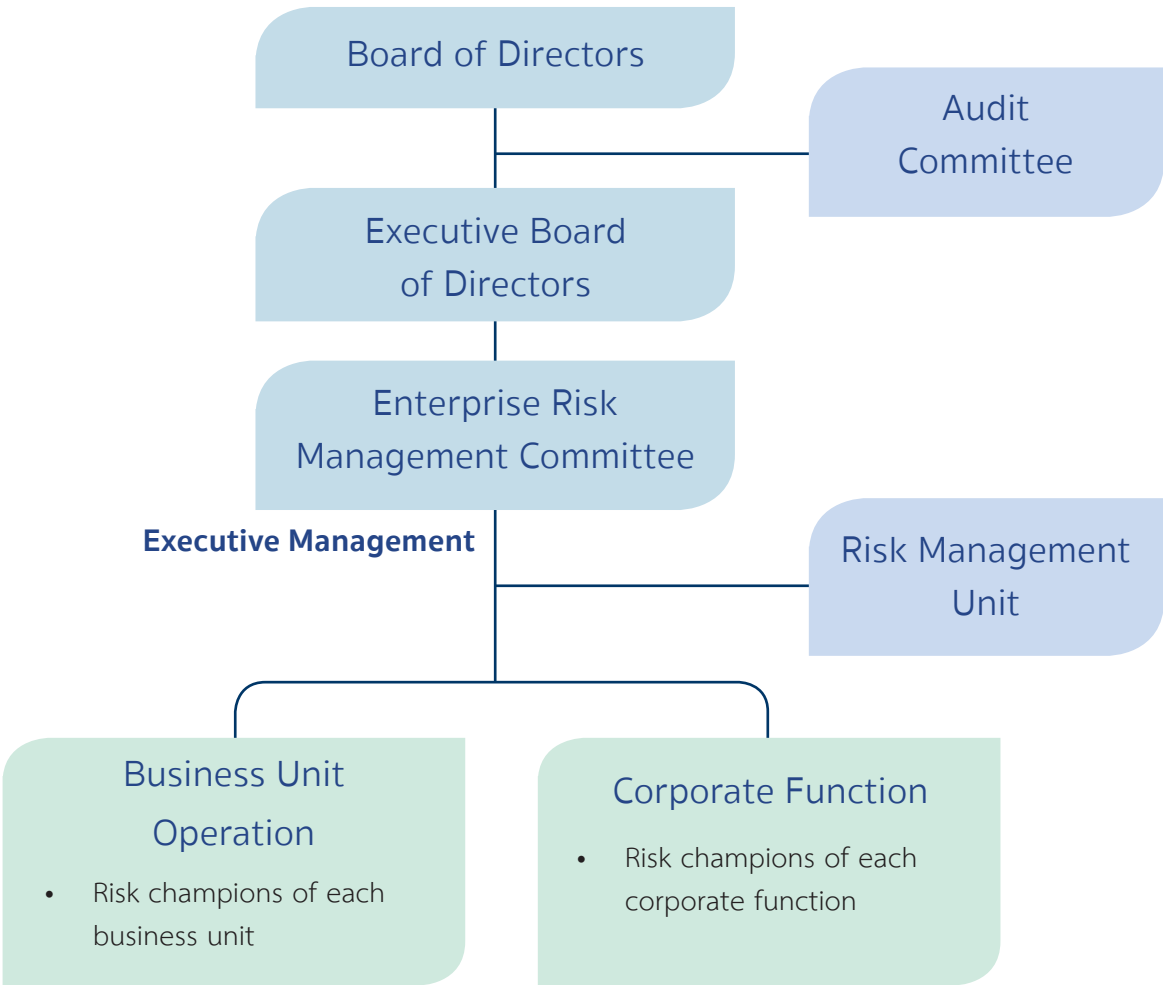 Board of Directors
Audit
Committee
Executive Board
of Directors
Enterprise Risk
Management Committee
Executive Management
Risk Management
Unit
Business Unit
Operation
• Risk champions of each
business unit
Corporate Function
• Risk champions of each
corporate function